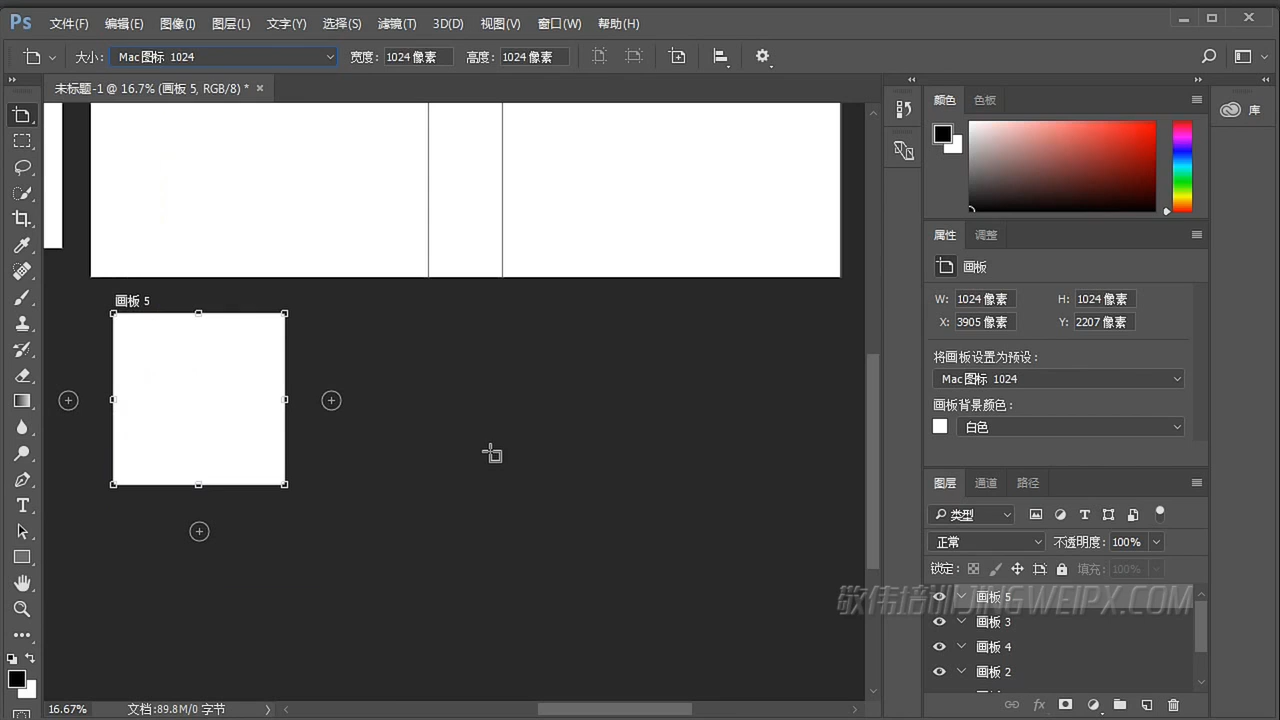 Ps 文件(F) 编辑(E) 图像(I) 图层(L) 文字(Y) 选择(S) 滤镜(T) 3D(D) 视图(V) 窗口(W) 帮助(H)
大小: Mac图标 1024 宽度: 1024 像素 高度: 1024 像素
未标题-1 @ 16.7% (画板 5, RGB/8) * ×
颜色 色板
库
属性 调整
画板
画板 5
W: 1024 像素 H: 1024 像素
X: 3905 像素 Y: 2207 像素
将画板设置为预设:
Mac图标 1024
画板背景颜色:
白色
图层 通道 路径
类型
正常 不透明度: 100%
锁定: 填充: 100%
敬伟培训JINGWEIPX.COM
画板 5
画板 3
画板 4
画板 2
16.67% 文档:89.8M/0 字节